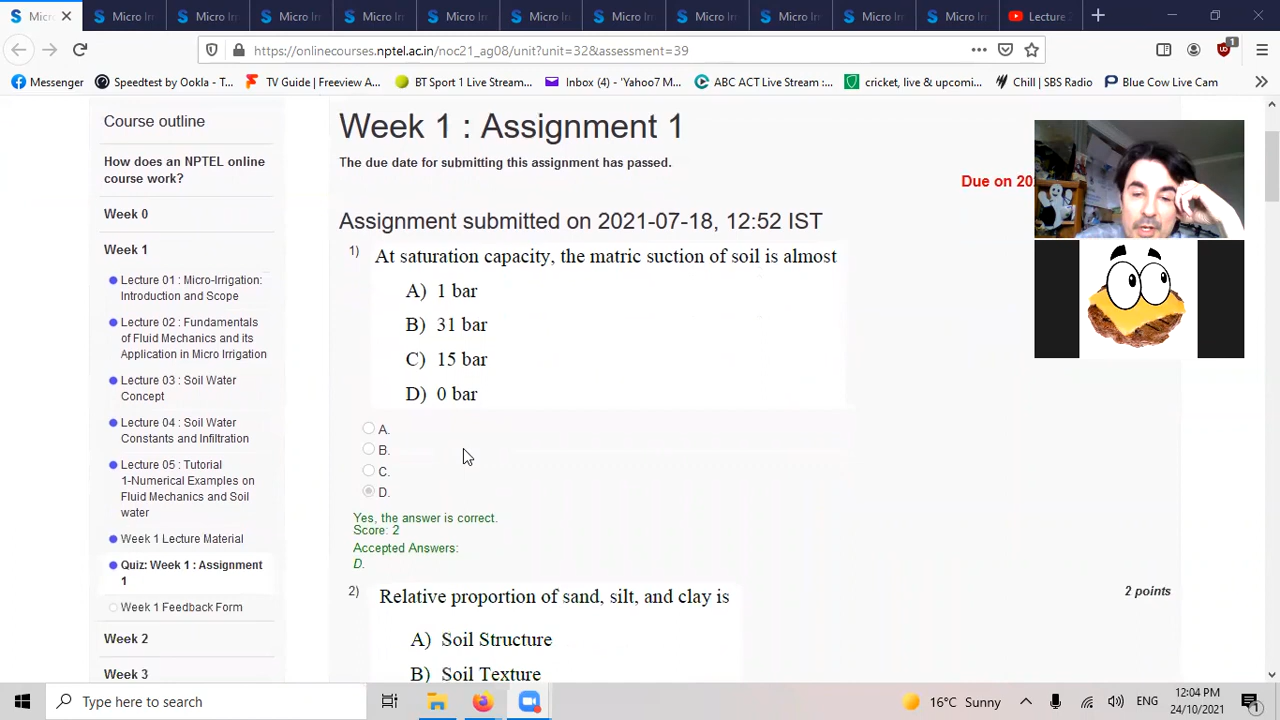 Micro
Micro Ir
Micro Ir
Micro Ir
Micro Ir
Micro In
Micro Ir
Micro Ir
Micro Ir
Micro Ir
Micro Ir
Micro In
Lecture
https://onlinecourses.nptel.ac.in/noc21_ag08/unit?unit=32&assessment=39
Messenger
Speedtest by Ookla - T...
TV Guide | Freeview A...
BT Sport 1 Live Stream...
Inbox (4) - 'Yahoo7 M...
ABC ACT Live Stream :...
cricket, live & upcomi...
Chill | SBS Radio
Blue Cow Live Cam
Course outline
How does an NPTEL online
course work?
Week 0
Week 1
Lecture 01 : Micro-Irrigation:
Introduction and Scope
Lecture 02 : Fundamentals
of Fluid Mechanics and its
Application in Micro Irrigation
Lecture 03 : Soil Water
Concept
Lecture 04 : Soil Water
Constants and Infiltration
Lecture 05 : Tutorial
1-Numerical Examples on
Fluid Mechanics and Soil
water
Week 1 Lecture Material
Quiz: Week 1 : Assignment
1
Week 1 Feedback Form
Week 2
Week 3
Week 1 : Assignment 1
The due date for submitting this assignment has passed.
Due on 20
Assignment submitted on 2021-07-18, 12:52 IST
1) At saturation capacity, the matric suction of soil is almost
A) 1 bar
B) 31 bar
C) 15 bar
D) 0 bar
A.
B.
C.
D.
Yes, the answer is correct.
Score: 2
Accepted Answers:
D.
2) Relative proportion of sand, silt, and clay is
2 points
A) Soil Structure
B) Soil Texture
Type here to search
16°C Sunny
ENG
12:04 PM
24/10/2021